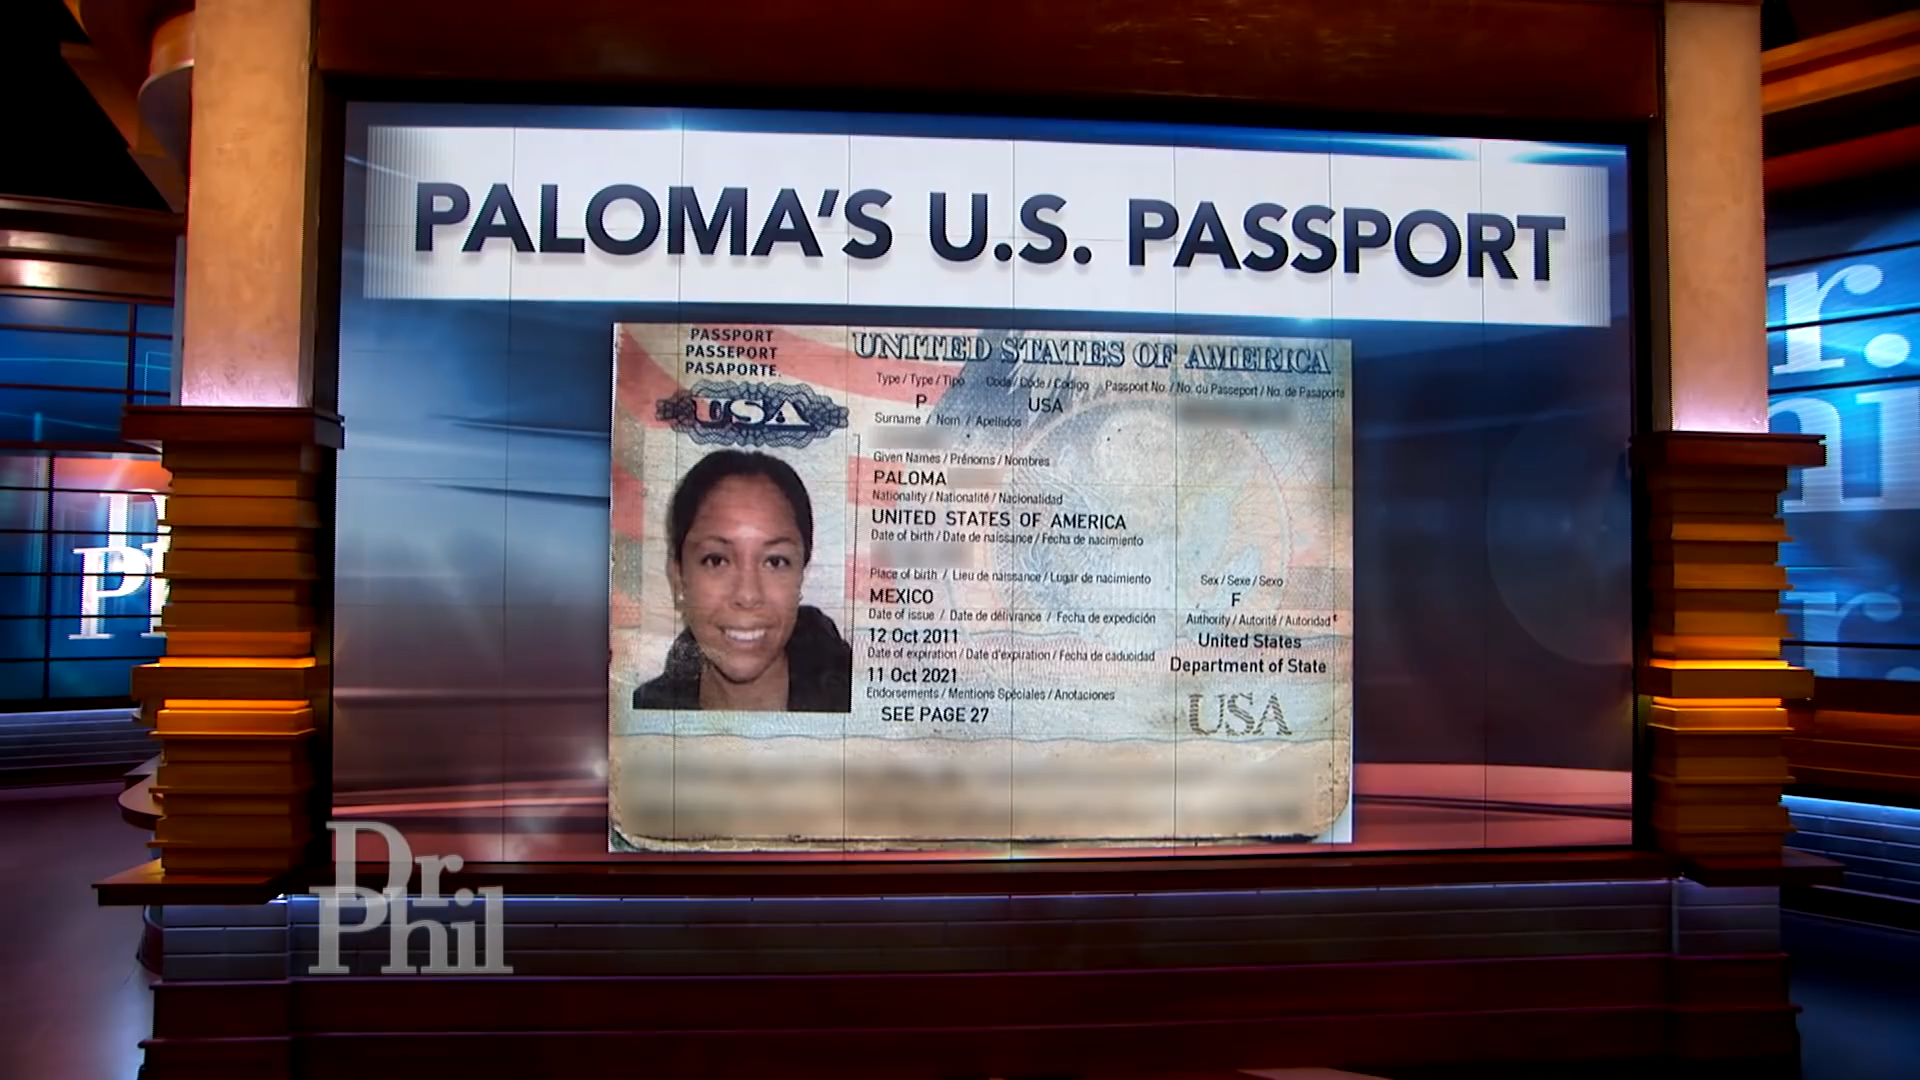 PALOMA'S U.S. PASSPORT
PASSPORT
PASSEPORT
PASAPORTE
USA
UNITED STATES OF AMERICA
Type / Type / Tipo Code / Code / Codigo Passport No. / No. du Passeport / No. de Pasaporte
P USA
Surname / Nom / Apellidos
Given Names / Prénoms / Nombres
PALOMA
Nationality / Nationalité / Nacionalidad
UNITED STATES OF AMERICA
Date of birth / Date de naissance / Fecha de nacimiento
Place of birth / Lieu de naissance / Lugar de nacimiento Sex / Sexe / Sexo
MEXICO F
Date of issue / Date de délivrance / Fecha de expedición Authority / Autorité / Autoridad
12 Oct 2011 United States
Date of expiration / Date d'expiration / Fecha de caducidad Department of State
11 Oct 2021
Endorsements / Mentions Spéciales / Anotaciones
SEE PAGE 27
USA
Dr.
Phil